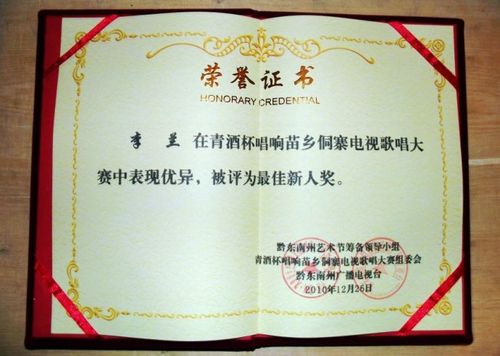 荣誉证书
HONORARY CREDENTIAL
李兰 在青酒杯唱响苗乡侗寨电视歌唱大
赛中表现优异，被评为最佳新人奖。
黔东南州艺术节筹备领导小组
青酒杯唱响苗乡侗寨电视歌唱大赛组委会
黔东南州广播电视台
2010年12月26日